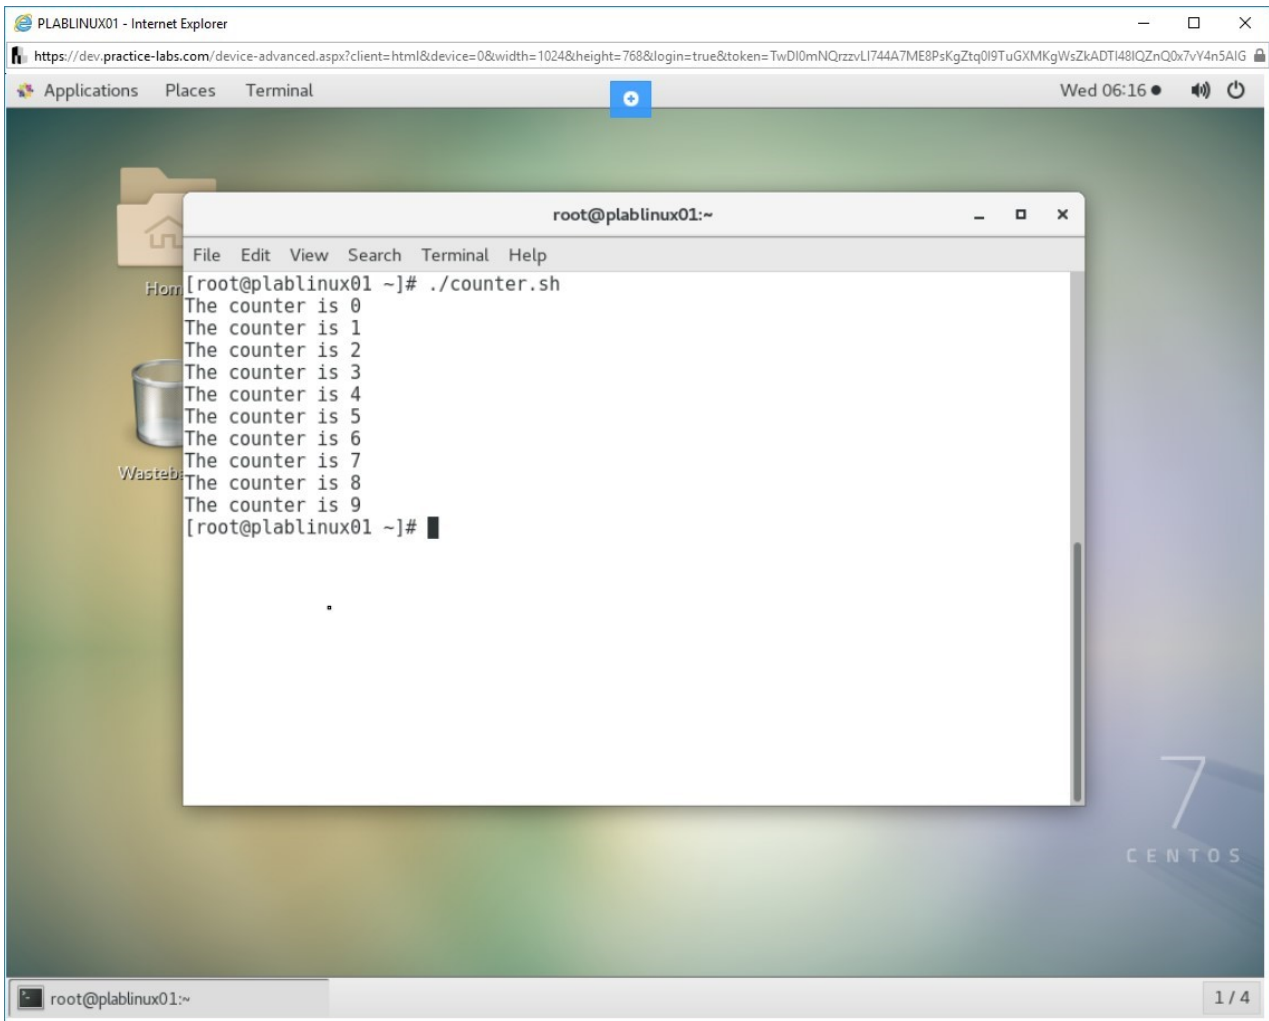 PLABLINUX01 - Internet Explorer
https://dev.practice-labs.com/device-advanced.aspx?client=html&device=0&width=1024&height=768&login=true&token=TwDI0mNQrzzvLI744A7ME8PsKgZtq0I9TuGXMKgWsZkADTI48IQZnQ0x7vY4n5AIG
Applications Places Terminal Wed 06:16
root@plablinux01:~
File Edit View Search Terminal Help
Hom
[root@plablinux01 ~]# ./counter.sh
The counter is 0
The counter is 1
The counter is 2
The counter is 3
The counter is 4
The counter is 5
The counter is 6
The counter is 7
Wasteb
The counter is 8
The counter is 9
[root@plablinux01 ~]#
7
CENTOS
root@plablinux01:~
1 / 4